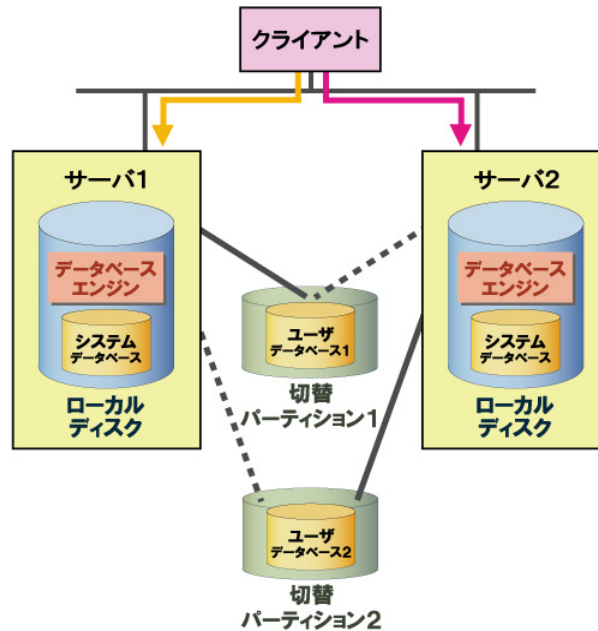 クライアント
サーバ1
データベース
エンジン
システム
データベース
ローカル
ディスク
サーバ2
データベース
エンジン
システム
データベース
ローカル
ディスク
ユーザ
データベース1
切替
パーティション1
ユーザ
データベース2
切替
パーティション2